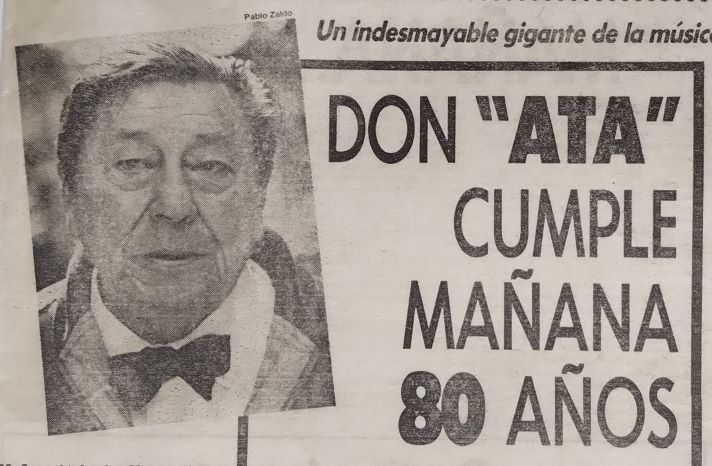 Pablo Zaldo
Un indesmayable gigante de la músic
DON "ATA"
CUMPLE
MAÑANA
80 AÑOS